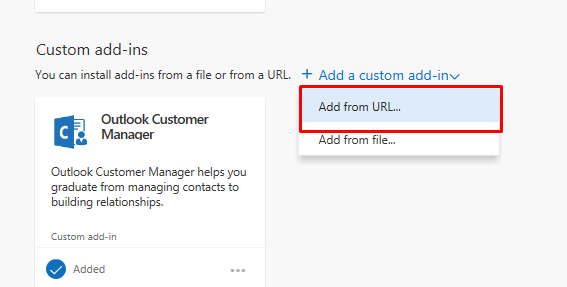 Custom add-ins
You can install add-ins from a file or from a URL.
+ Add a custom add-in
Add from URL...
Add from file...
Outlook Customer
Manager
Outlook Customer Manager helps you
graduate from managing contacts to
building relationships.
Custom add-in
Added